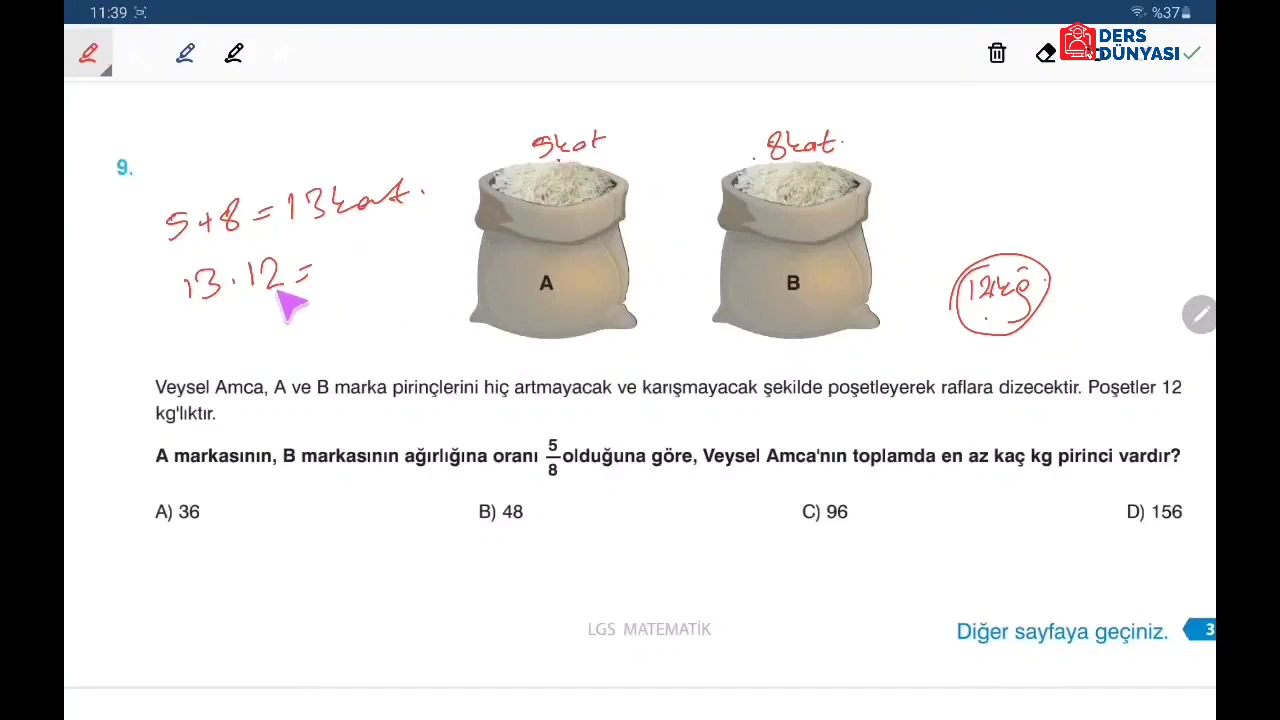 11:39
%37
DERS
DÜNYASI
9.
5kat
8kat.
5+8=13kat.
13.12=
A
B
12kg
Veysel Amca, A ve B marka pirinçlerini hiç artmayacak ve karışmayacak şekilde poşetleyerek raflara dizecektir. Poşetler 12
kg'lıktır.
A markasının, B markasının ağırlığına oranı 5/8 olduğuna göre, Veysel Amca'nın toplamda en az kaç kg pirinci vardır?
A) 36
B) 48
C) 96
D) 156
LGS MATEMATİK
Diğer sayfaya geçiniz.
3